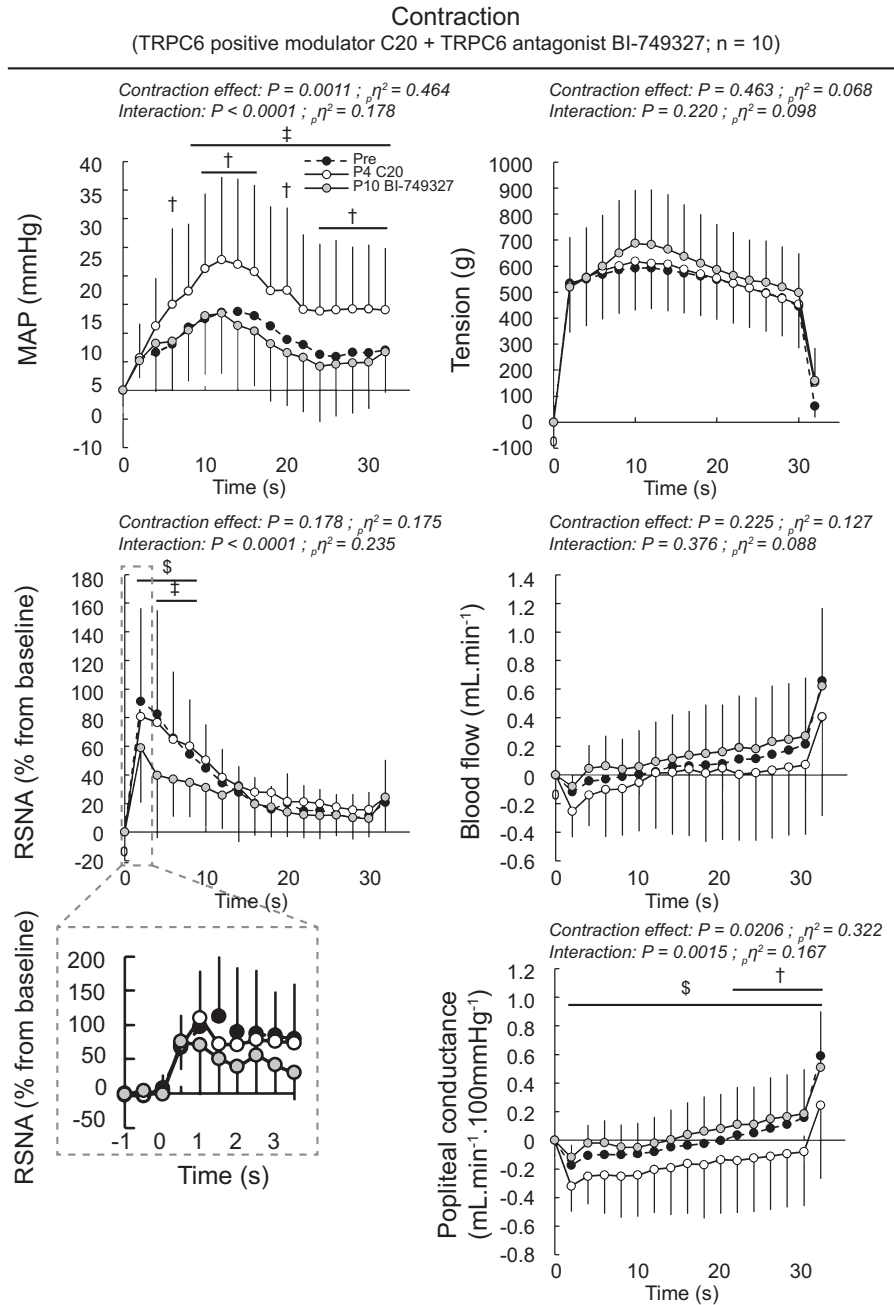 Contraction
(TRPC6 positive modulator C20 + TRPC6 antagonist BI-749327; n = 10)
Contraction effect: P = 0.0011 ; pη² = 0.464
Interaction: P < 0.0001 ; pη² = 0.178
‡
† † † †
Pre
P4 C20
P10 BI-749327
MAP (mmHg)
40
35
30
25
20
15
10
5
0
-10
0 10 20 30
Time (s)
Contraction effect: P = 0.463 ; pη² = 0.068
Interaction: P = 0.220 ; pη² = 0.098
Tension (g)
1000
900
800
700
600
500
400
300
200
100
0
-100
0
0 10 20 30
Time (s)
Contraction effect: P = 0.178 ; pη² = 0.175
Interaction: P < 0.0001 ; pη² = 0.235
$
‡
RSNA (% from baseline)
180
160
140
120
100
80
60
40
20
0
-20
0
0 10 20 30
Time (s)
Contraction effect: P = 0.225 ; pη² = 0.127
Interaction: P = 0.376 ; pη² = 0.088
Blood flow (mL.min⁻¹)
1.4
1.2
1
0.8
0.6
0.4
0.2
0
-0.2
-0.4
-0.6
0
0 10 20 30
Time (s)
RSNA (% from baseline)
200
150
100
50
0
-50
-1 0 1 2 3
Time (s)
Contraction effect: P = 0.0206 ; pη² = 0.322
Interaction: P = 0.0015 ; pη² = 0.167
$ †
Popliteal conductance
(mL.min⁻¹.100mmHg⁻¹)
1.2
1
0.8
0.6
0.4
0.2
0
-0.2
-0.4
-0.6
-0.8
0 10 20 30
Time (s)